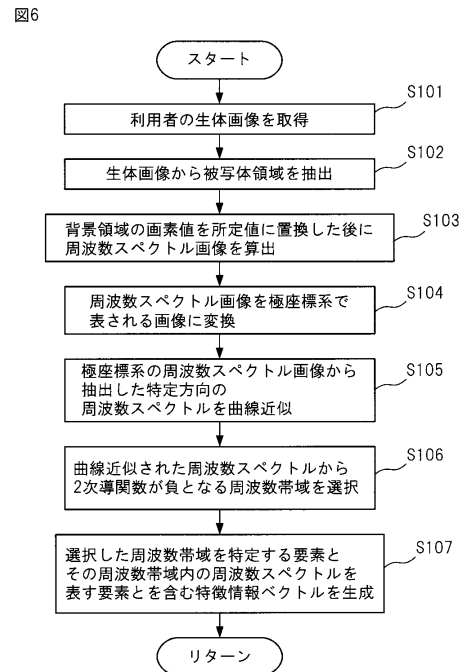 図6
スタート
S101
利用者の生体画像を取得
S102
生体画像から被写体領域を抽出
S103
背景領域の画素値を所定値に置換した後に
周波数スペクトル画像を算出
S104
周波数スペクトル画像を極座標系で
表される画像に変換
S105
極座標系の周波数スペクトル画像から
抽出した特定方向の
周波数スペクトルを曲線近似
S106
曲線近似された周波数スペクトルから
2次導関数が負となる周波数帯域を選択
S107
選択した周波数帯域を特定する要素と
その周波数帯域内の周波数スペクトルを
表す要素とを含む特徴情報ベクトルを生成
リターン